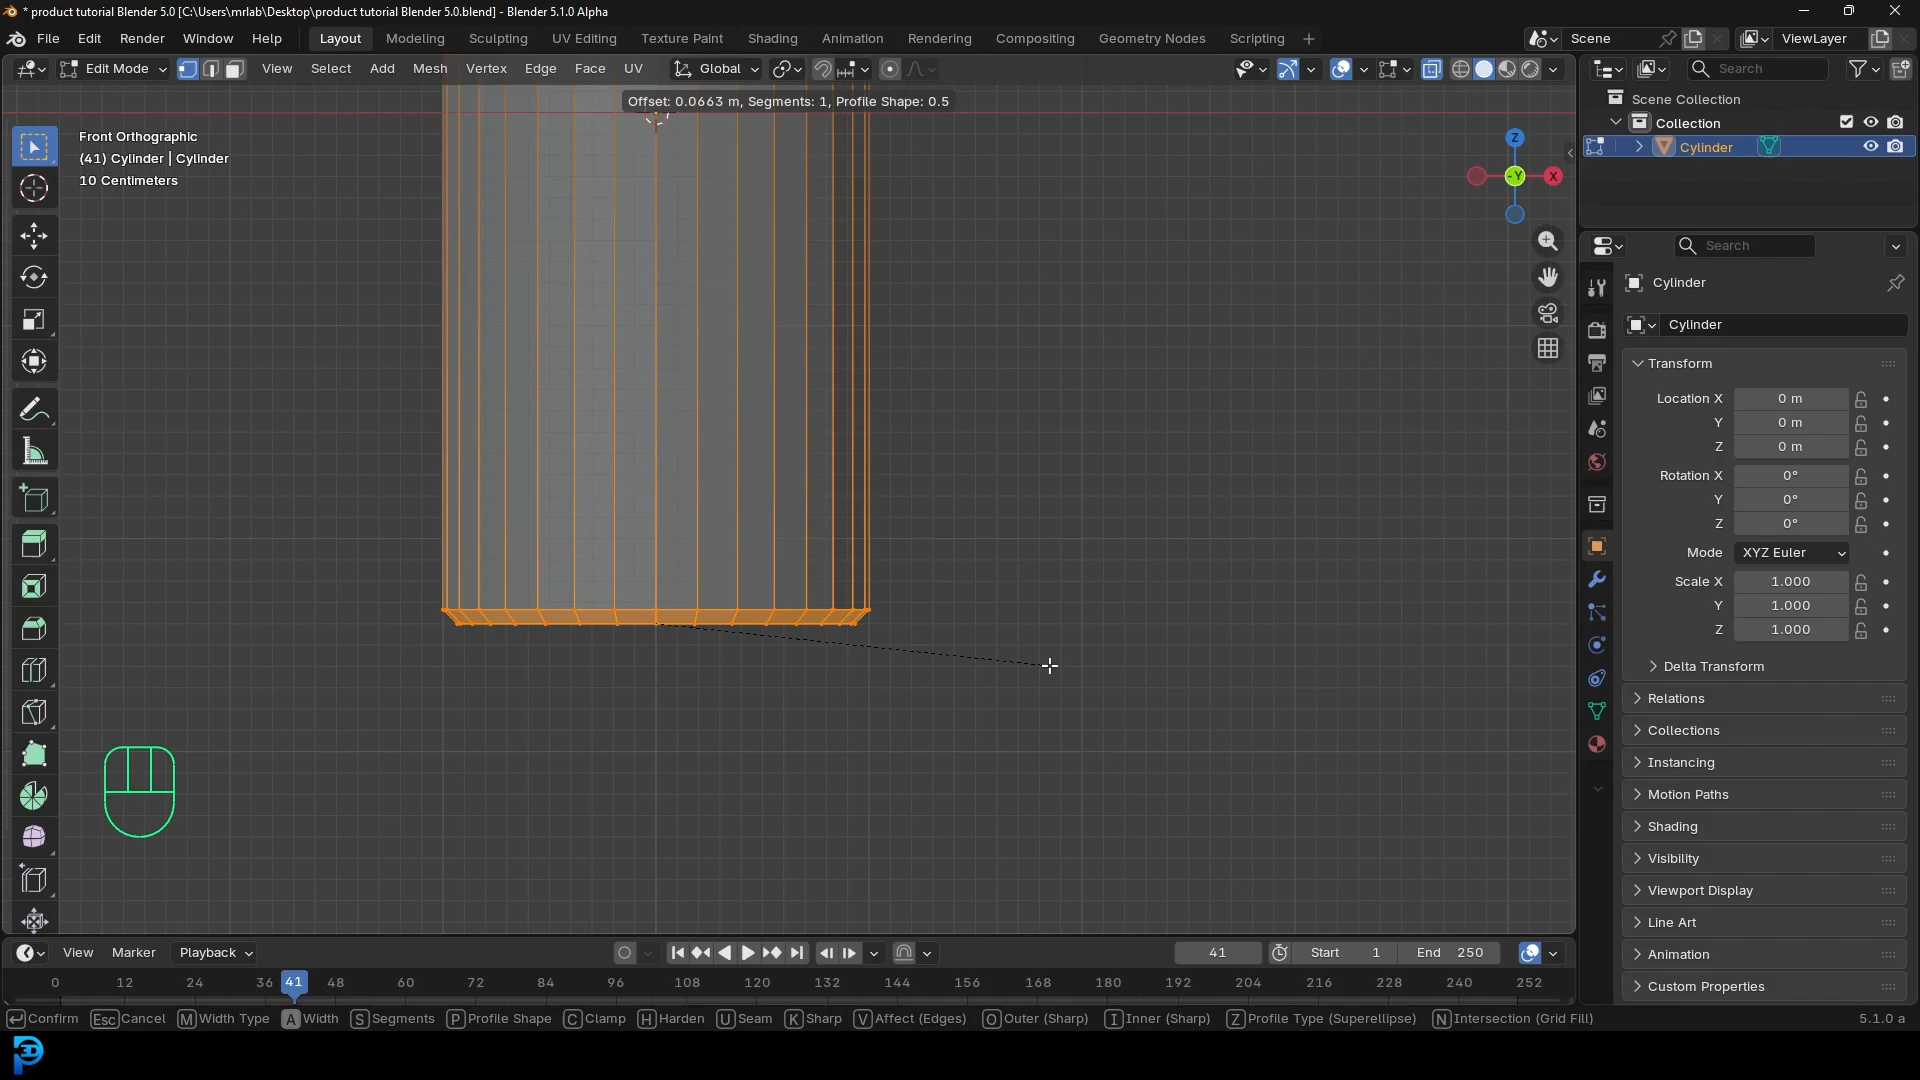 * product tutorial Blender 5.0 [C:\Users\mrlab\Desktop\product tutorial Blender 5.0.blend] - Blender 5.1.0 Alpha
File Edit Render Window Help Layout Modeling Sculpting UV Editing Texture Paint Shading Animation Rendering Compositing Geometry Nodes Scripting + Scene ViewLayer
Edit Mode View Select Add Mesh Vertex Edge Face UV Global Search
Offset: 0.0663 m, Segments: 1, Profile Shape: 0.5
Scene Collection
Collection
Cylinder
Front Orthographic
(41) Cylinder | Cylinder
10 Centimeters
Z
-Y
X
Search
Cylinder
Cylinder
Transform
Location X 0 m
Y 0 m
Z 0 m
Rotation X 0°
Y 0°
Z 0°
Mode XYZ Euler
Scale X 1.000
Y 1.000
Z 1.000
Delta Transform
Relations
Collections
Instancing
Motion Paths
Shading
Visibility
Viewport Display
Line Art
Animation
Custom Properties
View Marker Playback 41 Start 1 End 250
0 12 24 36 41 48 60 72 84 96 108 120 132 144 156 168 180 192 204 216 228 240 252
Confirm Esc Cancel M Width Type A Width S Segments P Profile Shape C Clamp H Harden U Seam K Sharp V Affect (Edges) O Outer (Sharp) I Inner (Sharp) Z Profile Type (Superellipse) N Intersection (Grid Fill) 5.1.0 a